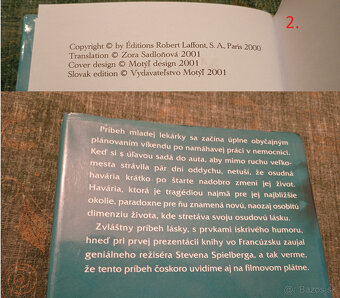 2.
Copyright © by Éditions Robert Laffont, S. A., Paris 2000
Translation © Zora Sadloňová 2001
Cover design © Motýľ design 2001
Slovak edition © Vydavateľstvo Motýľ 2001
Príbeh mladej lekárky sa začína úplne obyčajným
plánovaním víkendu po namáhavej práci v nemocnici.
Keď si s úľavou sadá do auta, aby mimo ruchu veľko-
mesta strávila pár dní oddychu, netuší, že osudná
havária krátko po štarte nadobro zmení jej život.
Havária, ktorá je tragédiou najmä pre jej najbližšie
okolie, paradoxne pre ňu znamená novú, naozaj osobitú
dimenziu života, kde stretáva svoju osudovú lásku.
Zvláštny príbeh lásky, s prvkami iskrivého humoru,
hneď pri prvej prezentácii knihy vo Francúzsku zaujal
geniálneho režiséra Stevena Spielberga, a tak verme,
že tento príbeh čoskoro uvidíme aj na filmovom plátne.
Bazos.sk